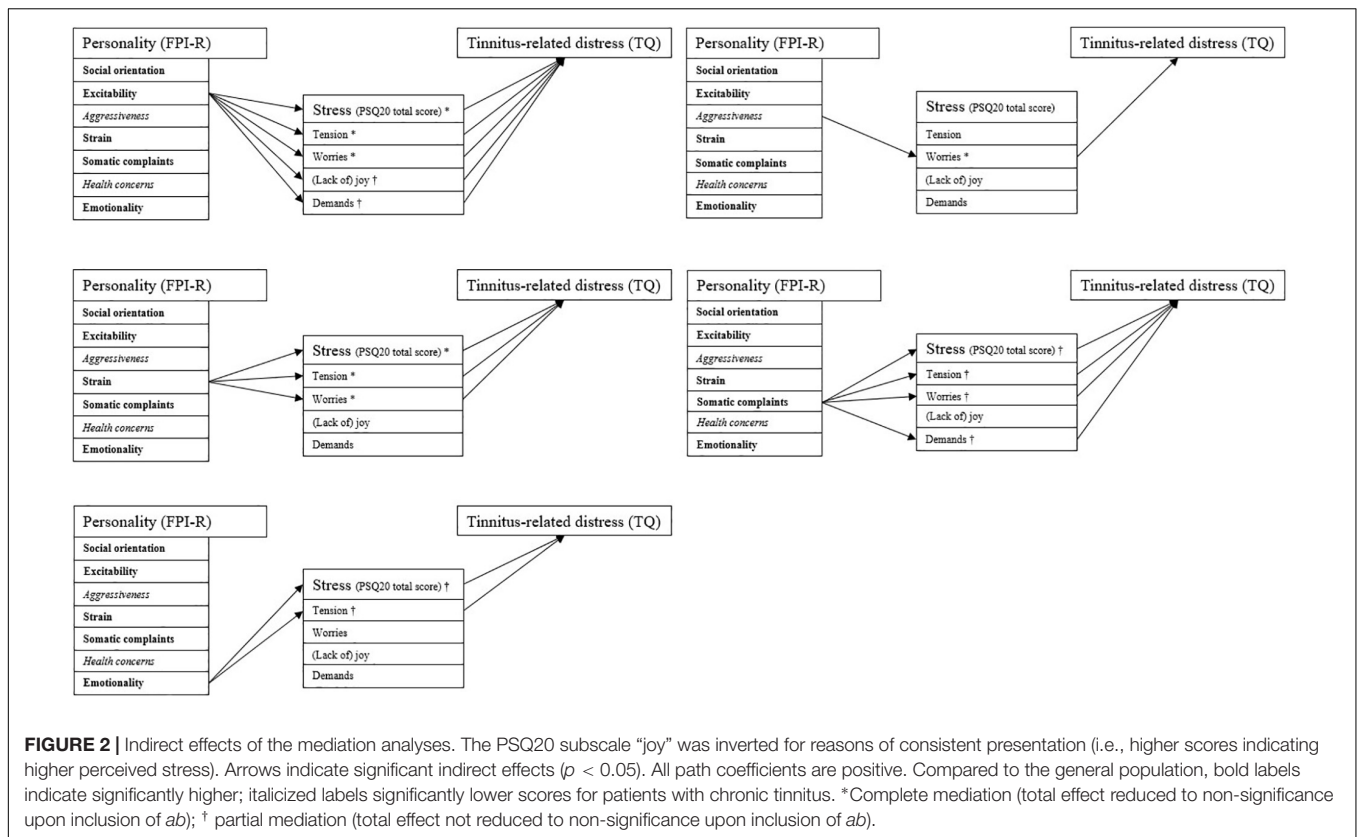 Personality (FPI-R)
Social orientation
Excitability
Aggressiveness
Strain
Somatic complaints
Health concerns
Emotionality
Stress (PSQ20 total score) *
Tension *
Worries *
(Lack of) joy †
Demands †
Tinnitus-related distress (TQ)
Personality (FPI-R)
Social orientation
Excitability
Aggressiveness
Strain
Somatic complaints
Health concerns
Emotionality
Stress (PSQ20 total score)
Tension
Worries *
(Lack of) joy
Demands
Tinnitus-related distress (TQ)
Personality (FPI-R)
Social orientation
Excitability
Aggressiveness
Strain
Somatic complaints
Health concerns
Emotionality
Stress (PSQ20 total score) *
Tension *
Worries *
(Lack of) joy
Demands
Tinnitus-related distress (TQ)
Personality (FPI-R)
Social orientation
Excitability
Aggressiveness
Strain
Somatic complaints
Health concerns
Emotionality
Stress (PSQ20 total score) †
Tension †
Worries †
(Lack of) joy
Demands †
Tinnitus-related distress (TQ)
Personality (FPI-R)
Social orientation
Excitability
Aggressiveness
Strain
Somatic complaints
Health concerns
Emotionality
Stress (PSQ20 total score) †
Tension †
Worries
(Lack of) joy
Demands
Tinnitus-related distress (TQ)
FIGURE 2 | Indirect effects of the mediation analyses. The PSQ20 subscale “joy” was inverted for reasons of consistent presentation (i.e., higher scores indicating
higher perceived stress). Arrows indicate significant indirect effects (p < 0.05). All path coefficients are positive. Compared to the general population, bold labels
indicate significantly higher; italicized labels significantly lower scores for patients with chronic tinnitus. *Complete mediation (total effect reduced to non-significance
upon inclusion of ab); † partial mediation (total effect not reduced to non-significance upon inclusion of ab).